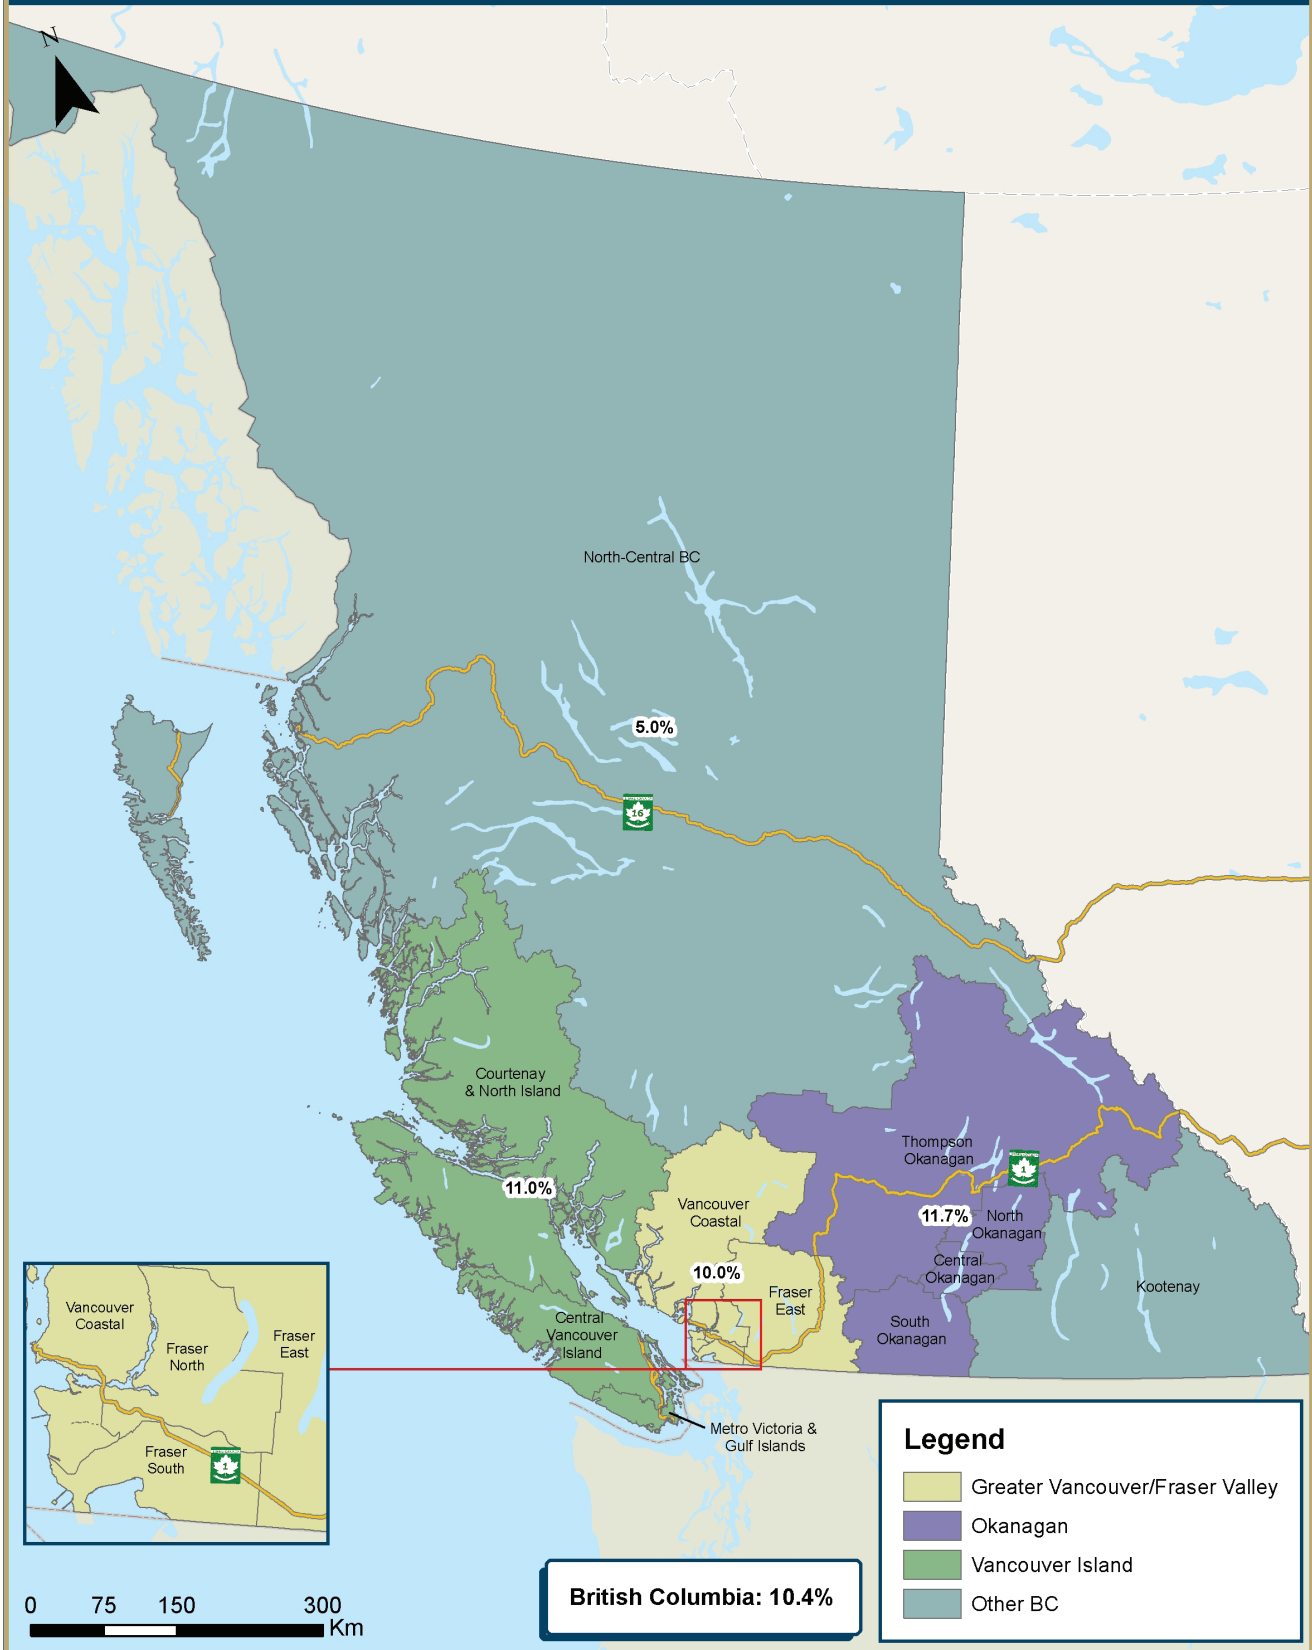 N
North-Central BC
5.0%
16
Courtenay
& North Island
11.0%
Thompson
Okanagan
1
11.7%
North
Okanagan
Vancouver
Coastal
Central
Okanagan
10.0%
Kootenay
Fraser
East
Central
Vancouver
Island
South
Okanagan
Vancouver
Coastal
Fraser
North
Fraser
East
Fraser
South
1
Metro Victoria &
Gulf Islands
Legend
Greater Vancouver/Fraser Valley
Okanagan
Vancouver Island
Other BC
British Columbia: 10.4%
0 75 150 300
Km